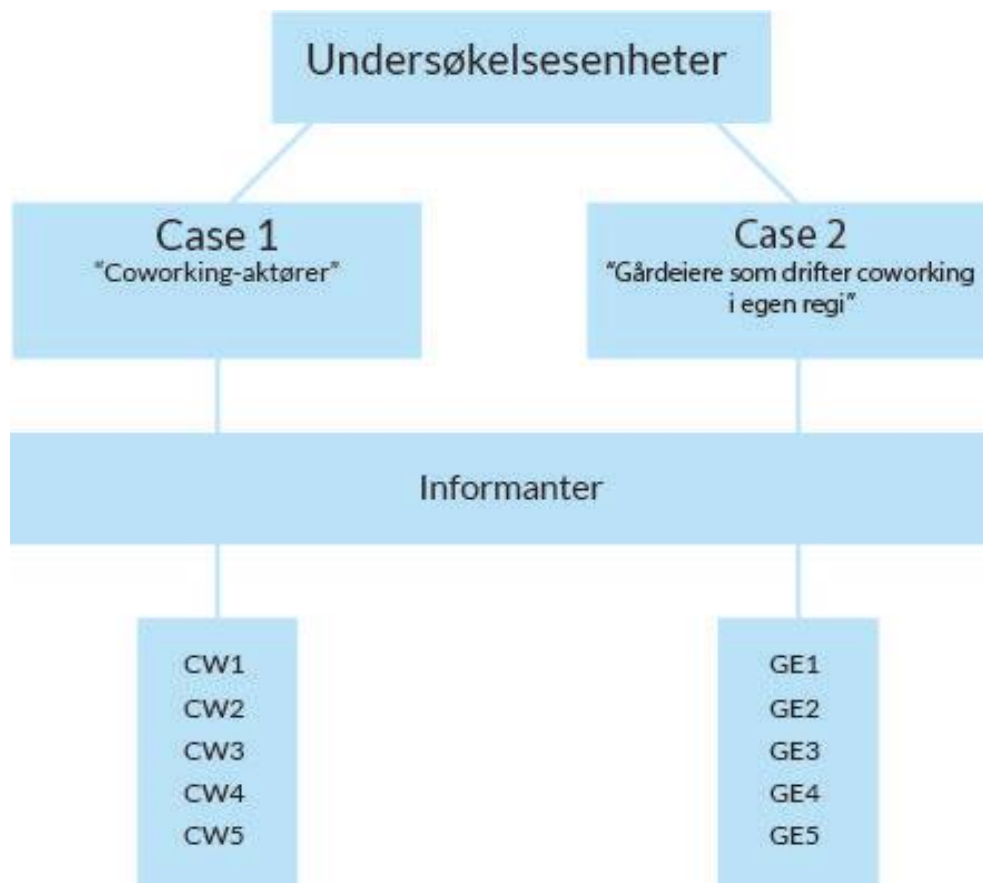 Undersøkelsesenheter
Case 1
"Coworking-aktører"
Case 2
"Gårdeiere som drifter coworking
i egen regi"
Informanter
CW1
CW2
CW3
CW4
CW5
GE1
GE2
GE3
GE4
GE5